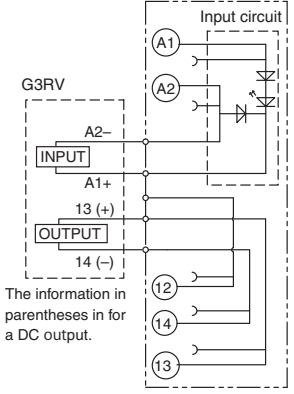 Input circuit
A1
G3RV
A2
A2–
INPUT
A1+
13 (+)
OUTPUT
14 (–)
12
The information in
parentheses in for
a DC output.
14
13